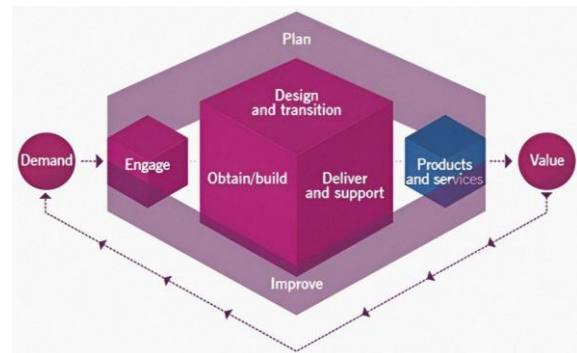 Plan
Design
and transition
Demand
Engage
Obtain/build
Deliver
and support
Products
and services
Value
Improve